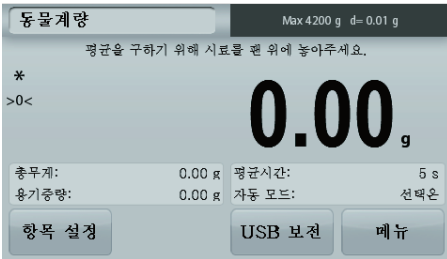 동물계량 Max 4200 g d= 0.01 g
평균을 구하기 위해 시료를 팬 위에 놓아주세요.
*
>0<
0.00 g
총무게: 0.00 g 평균시간: 5 s
용기중량: 0.00 g 자동 모드: 선택온
항목 설정 USB 보전 메뉴